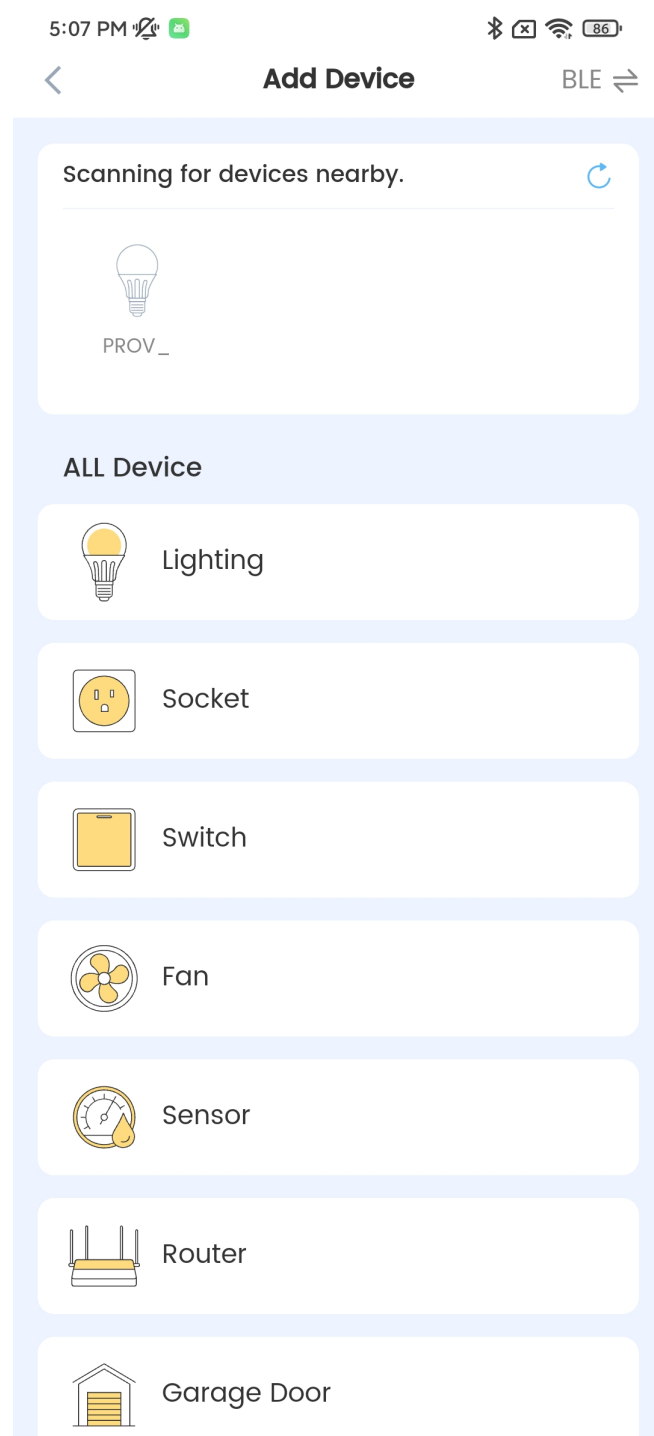 5:07 PM 86
Add Device BLE
Scanning for devices nearby.
PROV_
ALL Device
Lighting
Socket
Switch
Fan
Sensor
Router
Garage Door